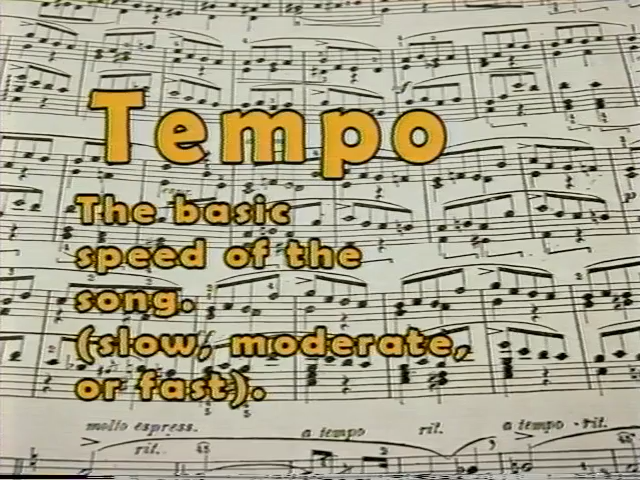 Tempo
The basic
speed of the
song.
(slow, moderate,
or fast).
molto espress.
rit.
a tempo
rit.
a tempo
rit.